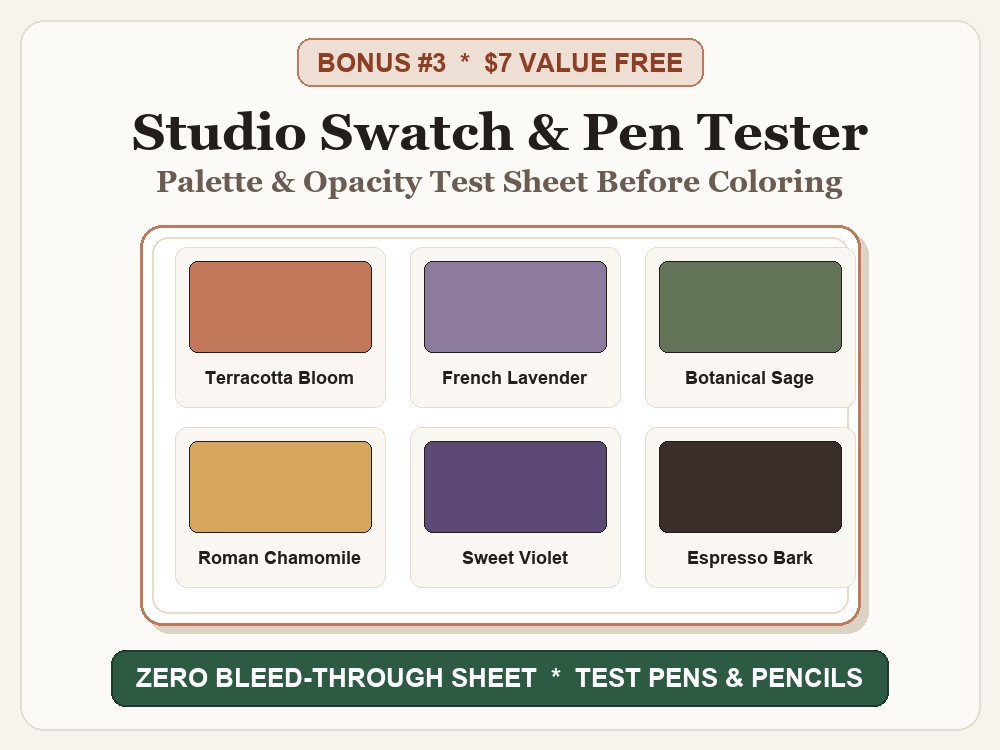 BONUS #3 * $7 VALUE FREE
Studio Swatch & Pen Tester
Palette & Opacity Test Sheet Before Coloring
Terracotta Bloom
French Lavender
Botanical Sage
Roman Chamomile
Sweet Violet
Espresso Bark
ZERO BLEED-THROUGH SHEET * TEST PENS & PENCILS